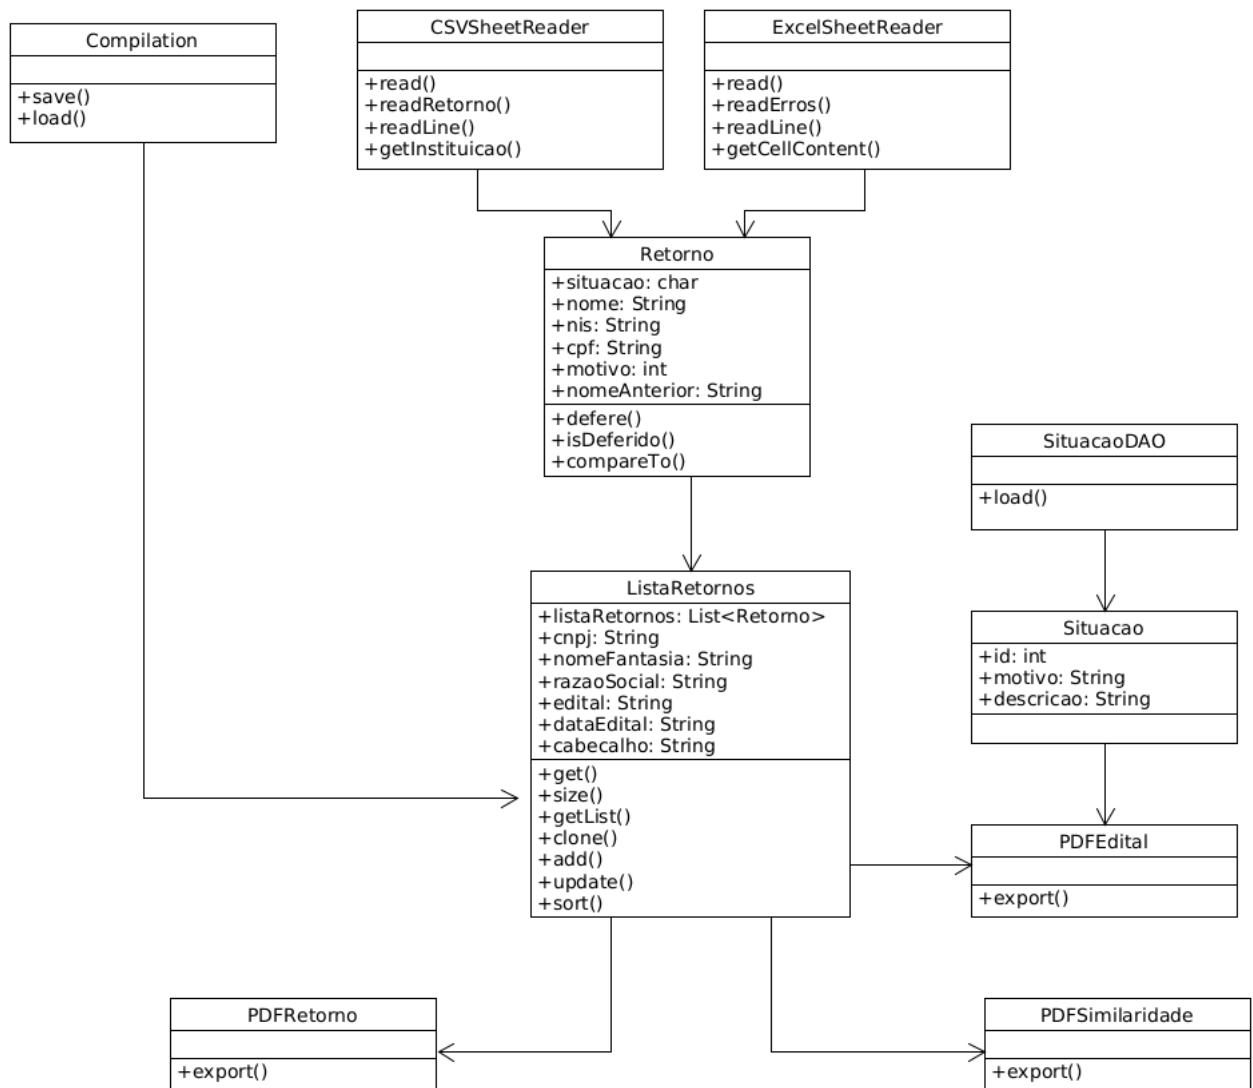 Compilation
+save()
+load()
CSVSheetReader
+read()
+readRetorno()
+readLine()
+getInstituicao()
ExcelSheetReader
+read()
+readErros()
+readLine()
+getCellContent()
Retorno
+situacao: char
+nome: String
+nis: String
+cpf: String
+motivo: int
+nomeAnterior: String
+defere()
+isDeferido()
+compareTo()
SituacaoDAO
+load()
ListaRetornos
+listaRetornos: List<Retorno>
+cnpj: String
+nomeFantasia: String
+razaoSocial: String
+edital: String
+dataEdital: String
+cabecalho: String
+get()
+size()
+getList()
+clone()
+add()
+update()
+sort()
Situacao
+id: int
+motivo: String
+descricao: String
PDFEdital
+export()
PDFRetorno
+export()
PDFSimilaridade
+export()